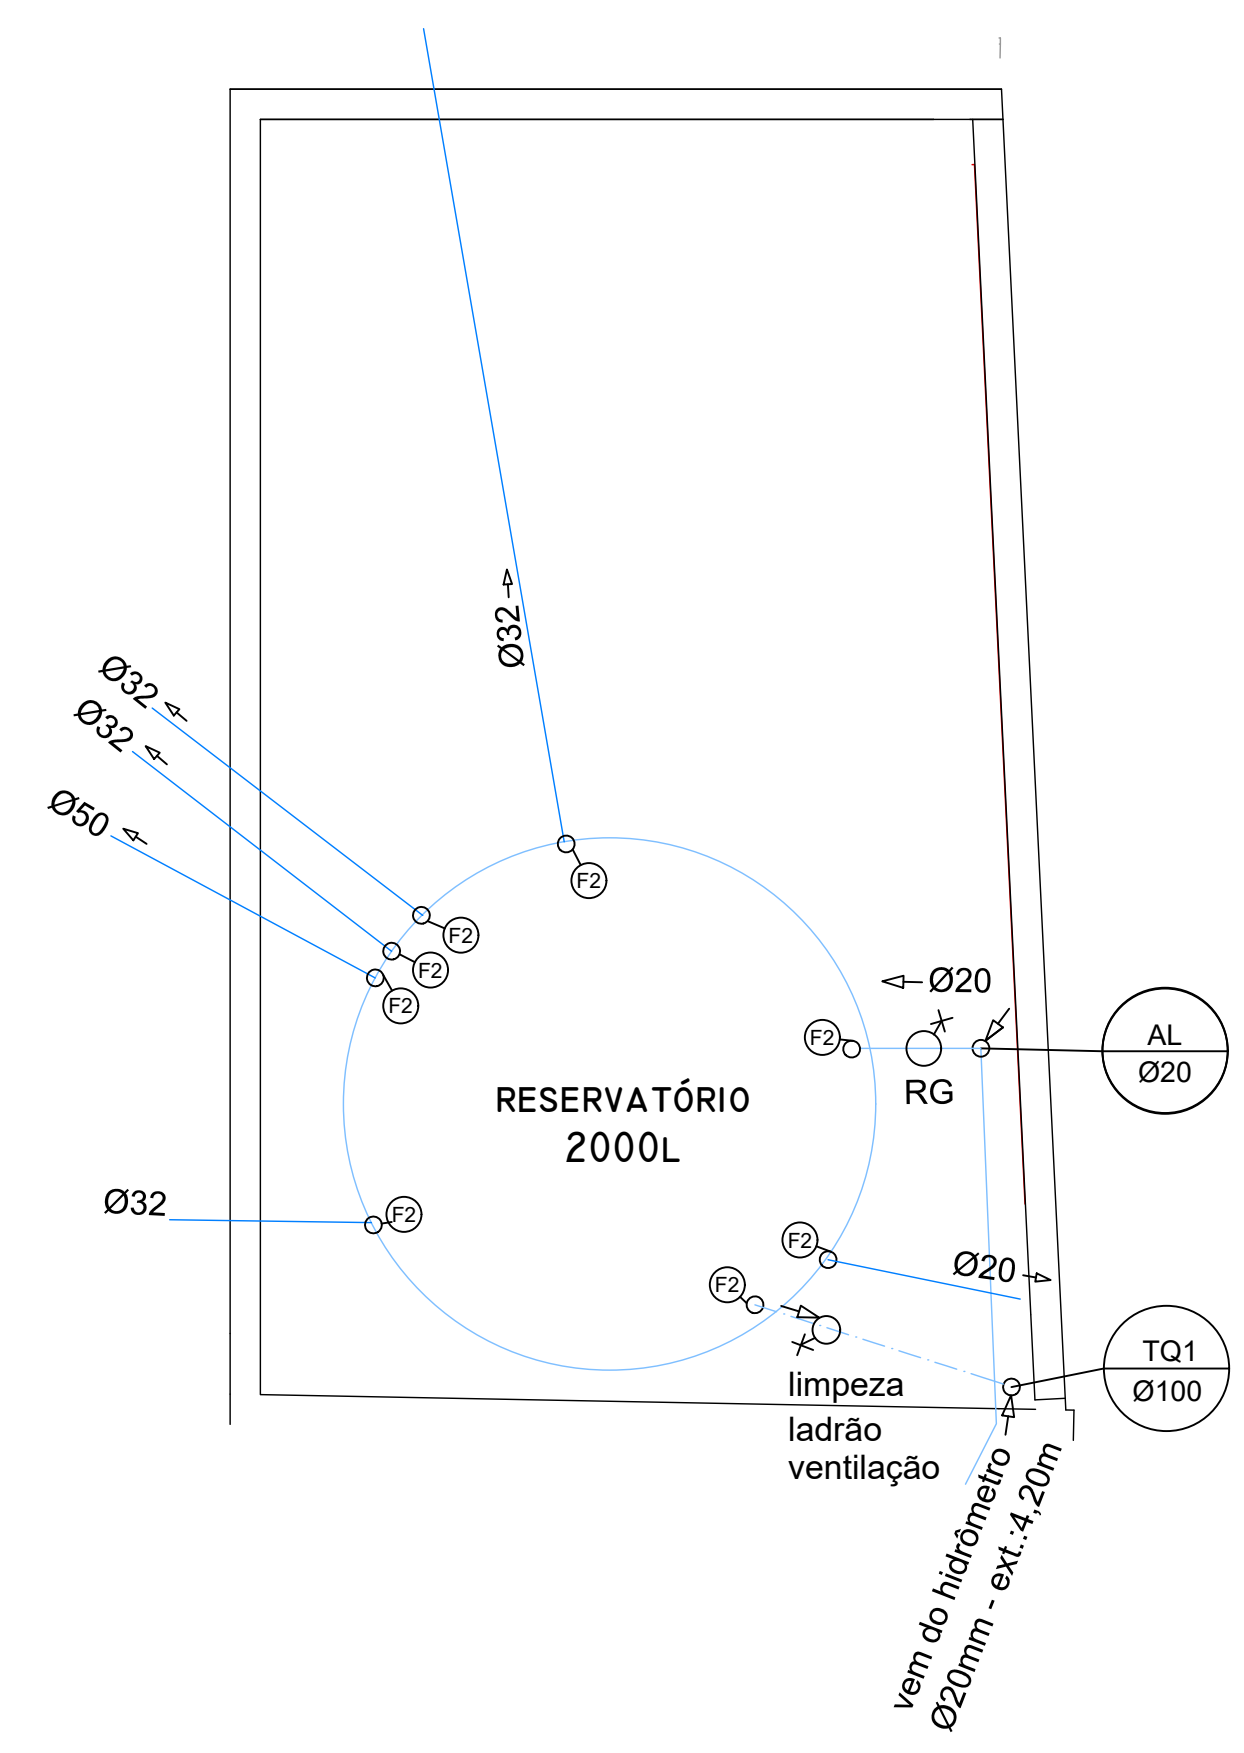 Ø32
Ø32
Ø32
Ø50
F2
F2
F2
F2
Ø20
F2
RG
AL
Ø20
RESERVATÓRIO
2000L
Ø32
F2
F2
Ø20
F2
limpeza
ladrão
ventilação
TQ1
Ø100
vem do hidrômetro
Ø20mm - ext.:4,20m